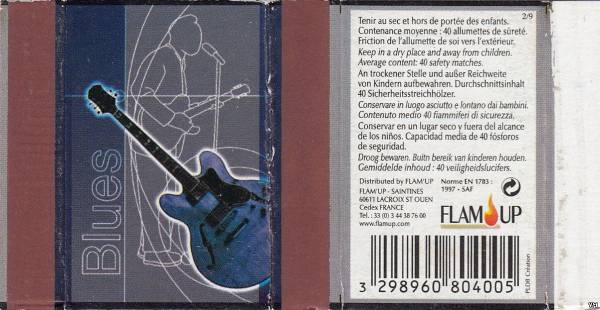 Blues
2/9
Tenir au sec et hors de portée des enfants.
Contenance moyenne : 40 allumettes de sûreté.
Friction de l'allumette de soi vers l'extérieur.
Keep in a dry place and away from children.
Average content: 40 safety matches.
An trockener Stelle und außer Reichweite
von Kindern aufbewahren. Durchschnittsinhalt
40 Sicherheitsstreichhölzer.
Conservare in luogo asciutto e lontano dai bambini.
Contenuto medio 40 fiammiferi di sicurezza.
Conservar en un lugar seco y fuera del alcance
de los niños. Capacidad media de 40 fósforos
de seguridad.
Droog bewaren. Buitn bereik van kinderen houden.
Gemiddelde inhoud : 40 veiligheidslucifers.
Distributed by FLAM'UP
FLAM'UP - SAINTINES
60611 LACROIX ST OUEN
Cedex FRANCE
Tel. : 33 (0) 3 44 38 76 00
www.flamup.com
Norme EN 1783 :
1997 • SAF
FLAM UP
3 298960 804005
PLDB Création